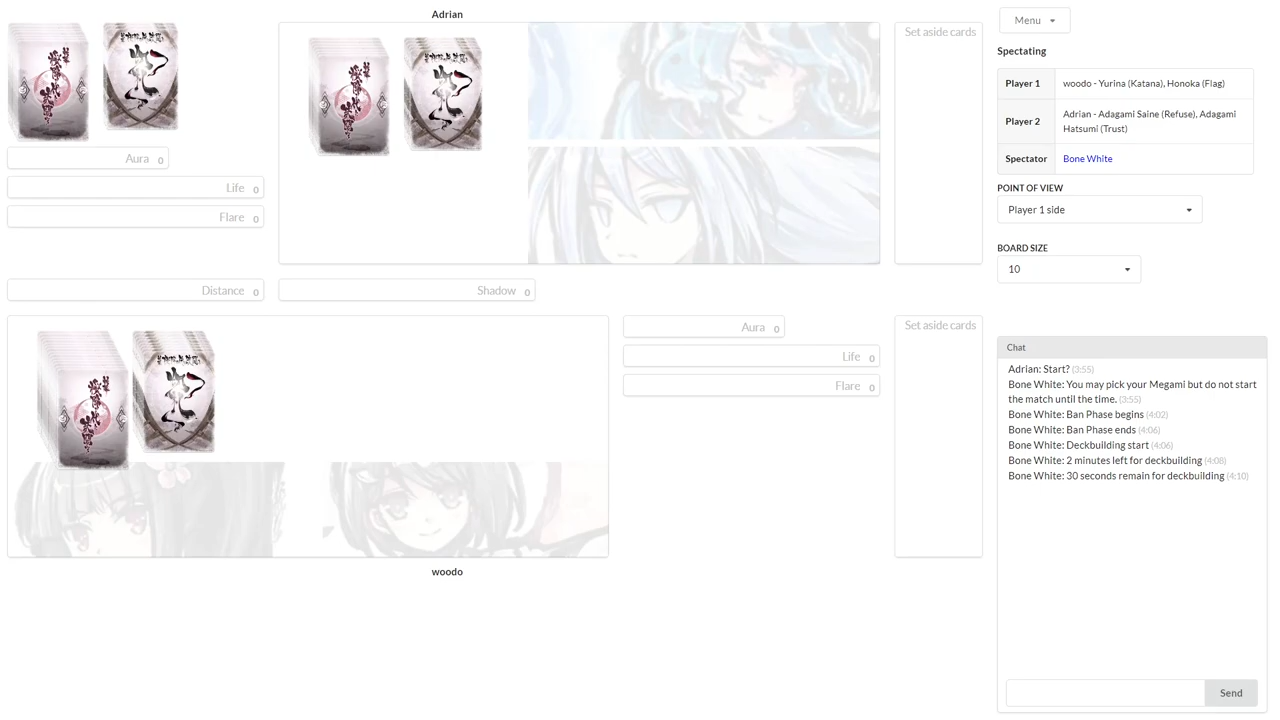 Adrian
Aura 0
Life 0
Flare 0
Set aside cards
Distance 0
Shadow 0
Aura 0
Life 0
Flare 0
Set aside cards
woodo
Menu
Spectating
Player 1 woodo - Yurina (Katana), Honoka (Flag)
Player 2 Adrian - Adagami Saine (Refuse), Adagami
Hatsumi (Trust)
Spectator Bone White
POINT OF VIEW
Player 1 side
BOARD SIZE
10
Chat
Adrian: Start? (3:55)
Bone White: You may pick your Megami but do not start
the match until the time. (3:55)
Bone White: Ban Phase begins (4:02)
Bone White: Ban Phase ends (4:06)
Bone White: Deckbuilding start (4:06)
Bone White: 2 minutes left for deckbuilding (4:08)
Bone White: 30 seconds remain for deckbuilding (4:10)
Send